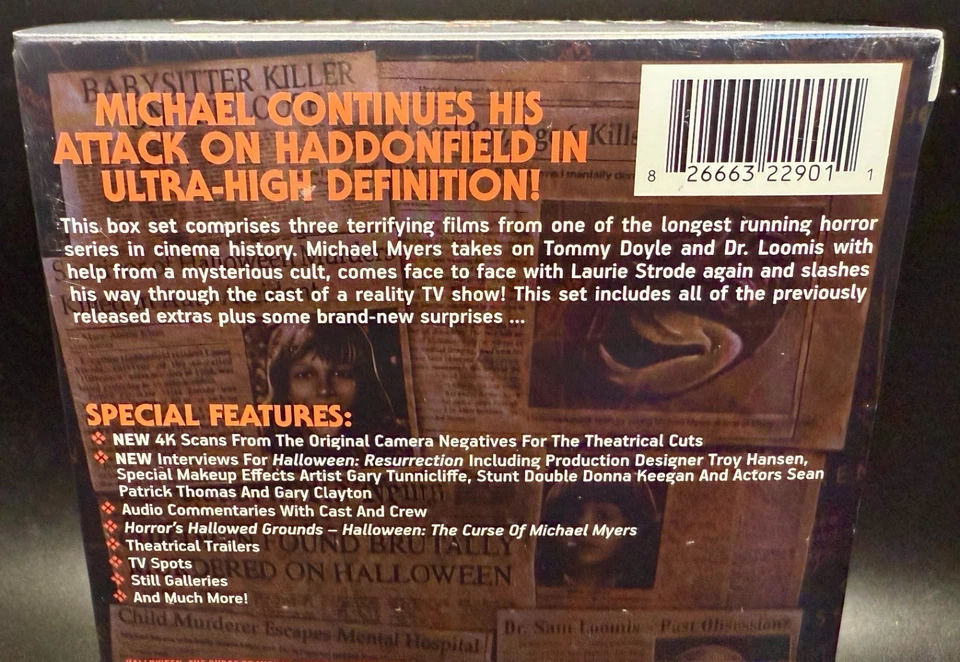 BABYSITTER KILLER
MICHAEL CONTINUES HIS
ATTACK ON HADDONFIELD IN
ULTRA-HIGH DEFINITION!
8 26663 22901 1
This box set comprises three terrifying films from one of the longest running horror
series in cinema history. Michael Myers takes on Tommy Doyle and Dr. Loomis with
help from a mysterious cult, comes face to face with Laurie Strode again and slashes
his way through the cast of a reality TV show! This set includes all of the previously
released extras plus some brand-new surprises ...
SPECIAL FEATURES:
NEW 4K Scans From The Original Camera Negatives For The Theatrical Cuts
NEW Interviews For Halloween: Resurrection Including Production Designer Troy Hansen,
Special Makeup Effects Artist Gary Tunnicliffe, Stunt Double Donna Keegan And Actors Sean
Patrick Thomas And Gary Clayton
Audio Commentaries With Cast And Crew
Horror's Hallowed Grounds – Halloween: The Curse Of Michael Myers
Theatrical Trailers
TV Spots
Still Galleries
And Much More!
FOUND BRUTALLY
MURDERED ON HALLOWEEN
Child Murderer Escapes Mental Hospital
Dr. Sam Loomis - Past Obsession?